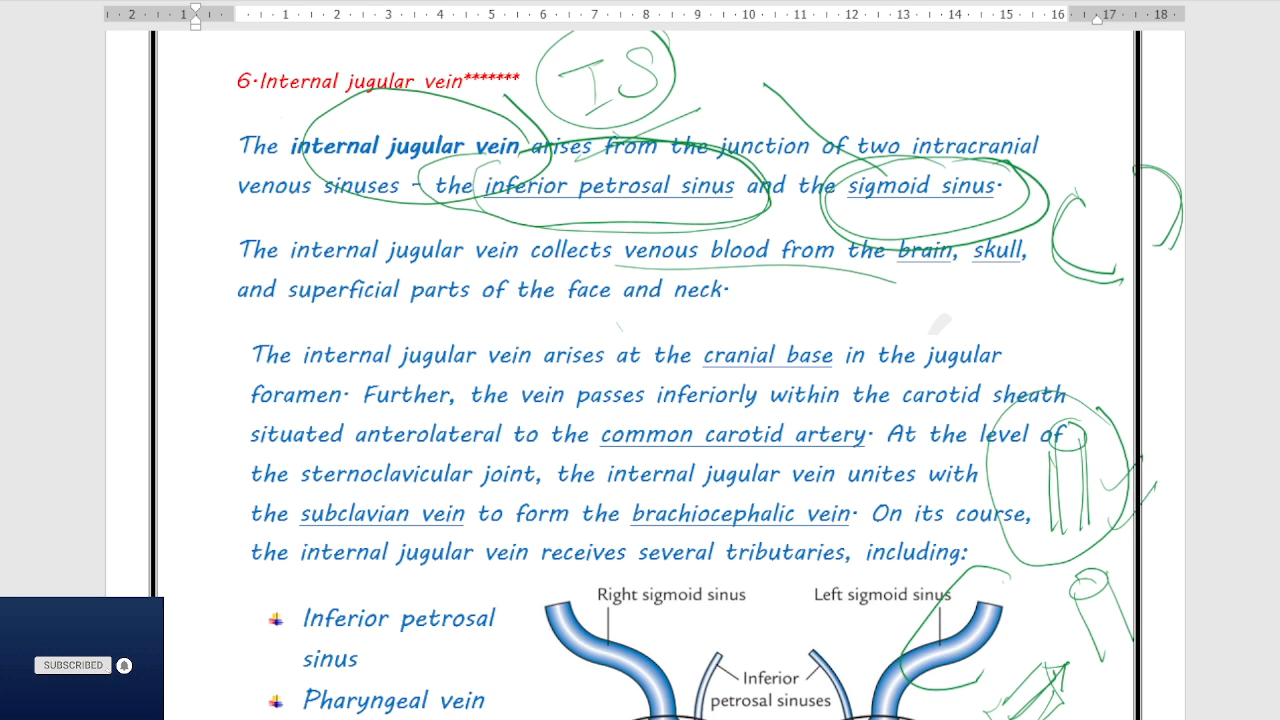 2 1 1 2 3 4 5 6 7 8 9 10 11 12 13 14 15 16 17 18
6.Internal jugular vein*******
IS
The internal jugular vein arises from the junction of two intracranial
venous sinuses - the inferior petrosal sinus and the sigmoid sinus.
The internal jugular vein collects venous blood from the brain, skull,
and superficial parts of the face and neck.
The internal jugular vein arises at the cranial base in the jugular
foramen. Further, the vein passes inferiorly within the carotid sheath
situated anterolateral to the common carotid artery. At the level of
the sternoclavicular joint, the internal jugular vein unites with
the subclavian vein to form the brachiocephalic vein. On its course,
the internal jugular vein receives several tributaries, including:
Inferior petrosal
sinus
Pharyngeal vein
Right sigmoid sinus
Left sigmoid sinus
Inferior
petrosal sinuses
SUBSCRIBED